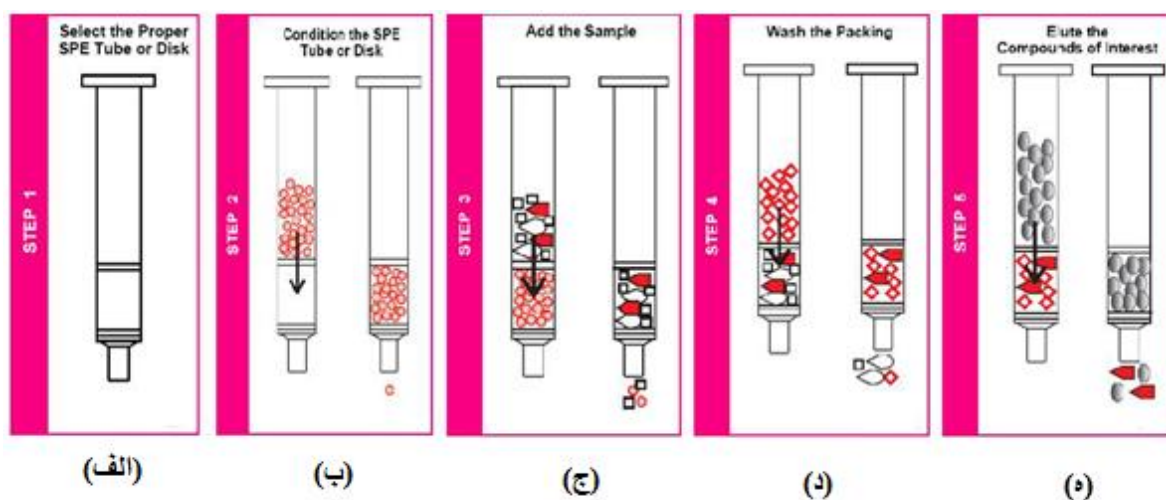 STEP 1
Select the Proper
SPE Tube or Disk
STEP 2
Condition the SPE
Tube or Disk
STEP 3
Add the Sample
STEP 4
Wash the Packing
STEP 5
Elute the
Compounds of Interest
(الف)
(ب)
(ج)
(د)
(ه)